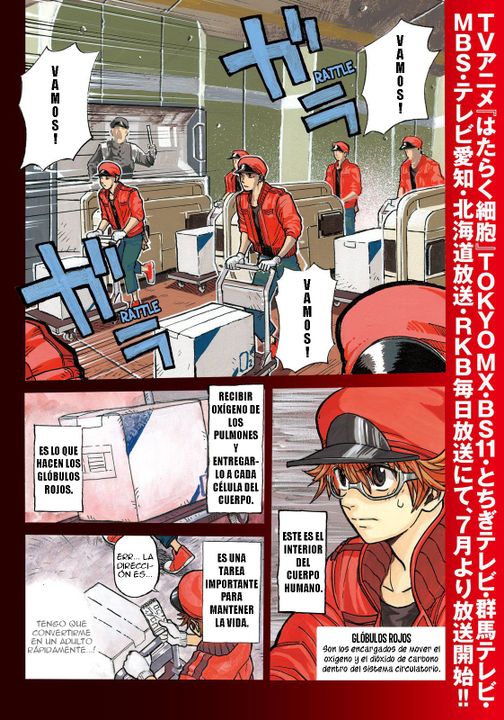 TVアニメ『はたらく細胞』TOKYO MX・BS11・とちぎテレビ・群馬テレビ・
MBS・テレビ愛知・北海道放送・RKB毎日放送にて、7月より放送開始!!
VAMOS!
ガラ
RATTLE
VAMOS!
VAMOS!
ガラ
RATTLE
VAMOS!
O2
ESTE ES EL
INTERIOR
DEL
CUERPO
HUMANO.
GLÓBULOS ROJOS
Son los encargados de mover el
oxígeno y el dióxido de carbono
dentro del sistema circulatorio.
RECIBIR
OXÍGENO DE
LOS
PULMONES
Y
ENTREGAR-
LO A CADA
CÉLULA DEL
CUERPO.
ES LO QUE
HACEN LOS
GLÓBULOS
ROJOS.
ES UNA
TAREA
IMPORTANTE
PARA
MANTENER
LA VIDA.
ERR... LA
DIRECCI-
ÓN ES...
TENGO QUE
CONVERTIRME
EN UN ADULTO
RÁPIDAMENTE...!